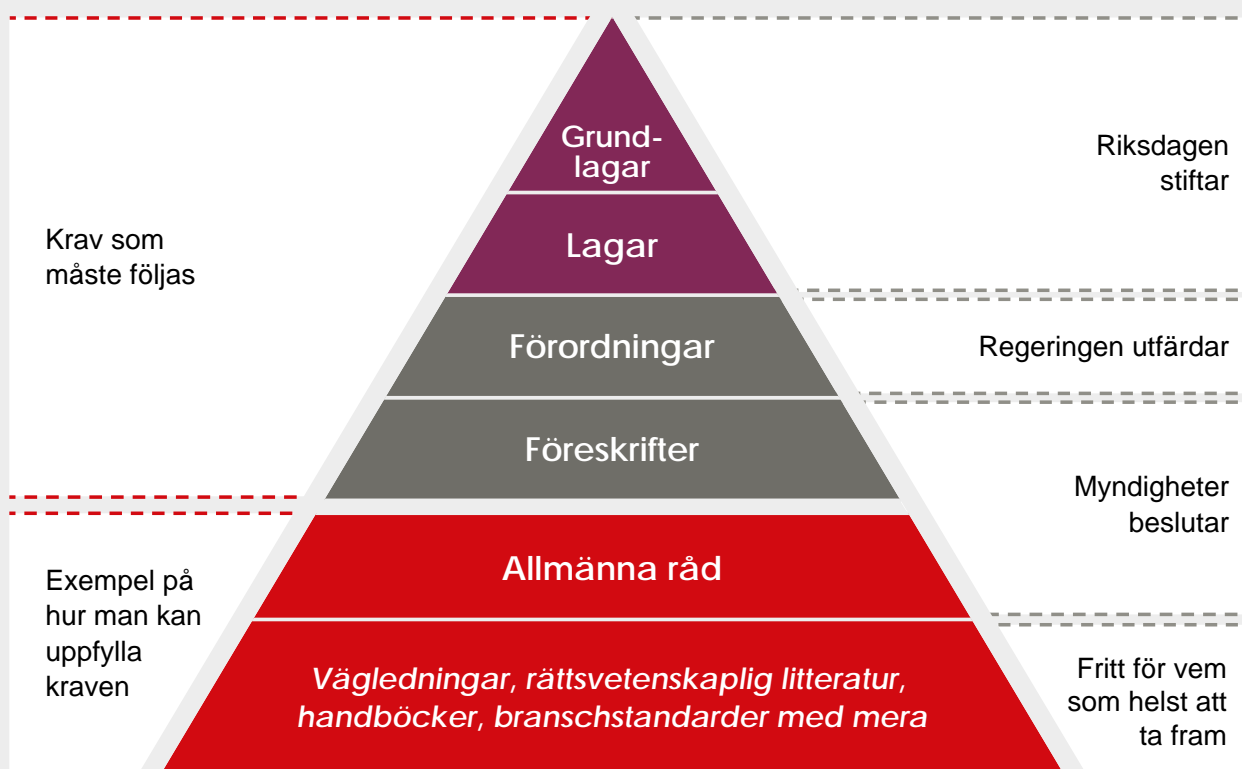 Grund-
lagar
Riksdagen
stiftar
Krav som
måste följas
Lagar
Förordningar
Regeringen utfärdar
Föreskrifter
Myndigheter
beslutar
Allmänna råd
Exempel på
hur man kan
uppfylla
kraven
Vägledningar, rättsvetenskaplig litteratur,
handböcker, branschstandarder med mera
Fritt för vem
som helst att
ta fram